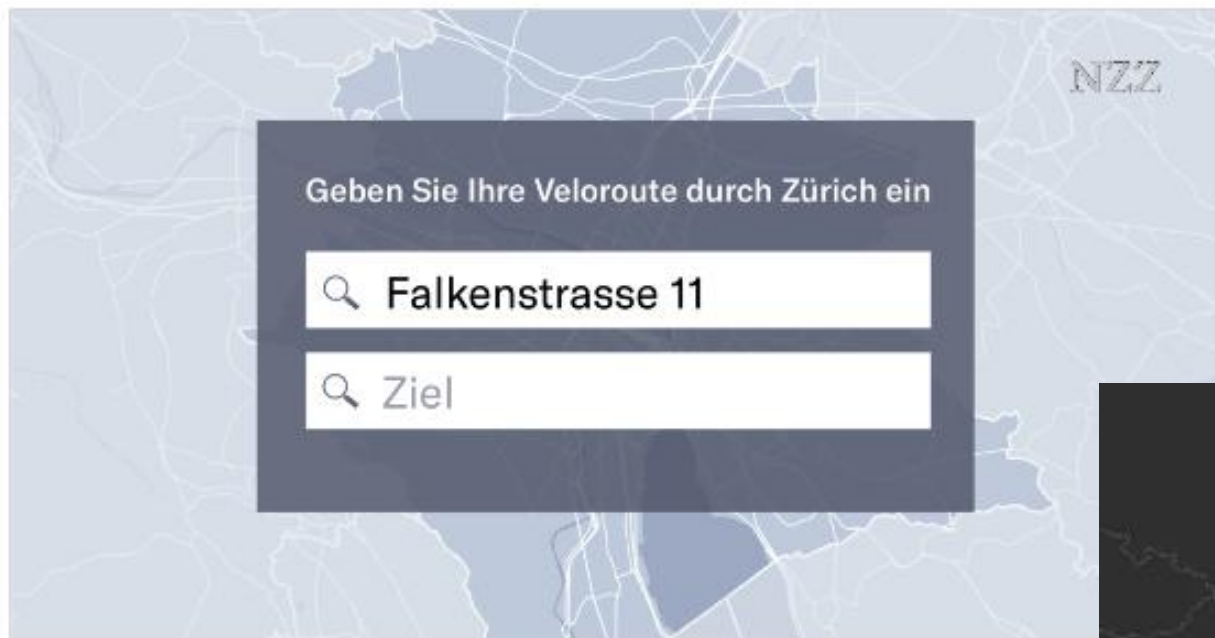 NZZ
Geben Sie Ihre Veloroute durch Zürich ein
Falkenstrasse 11
Ziel